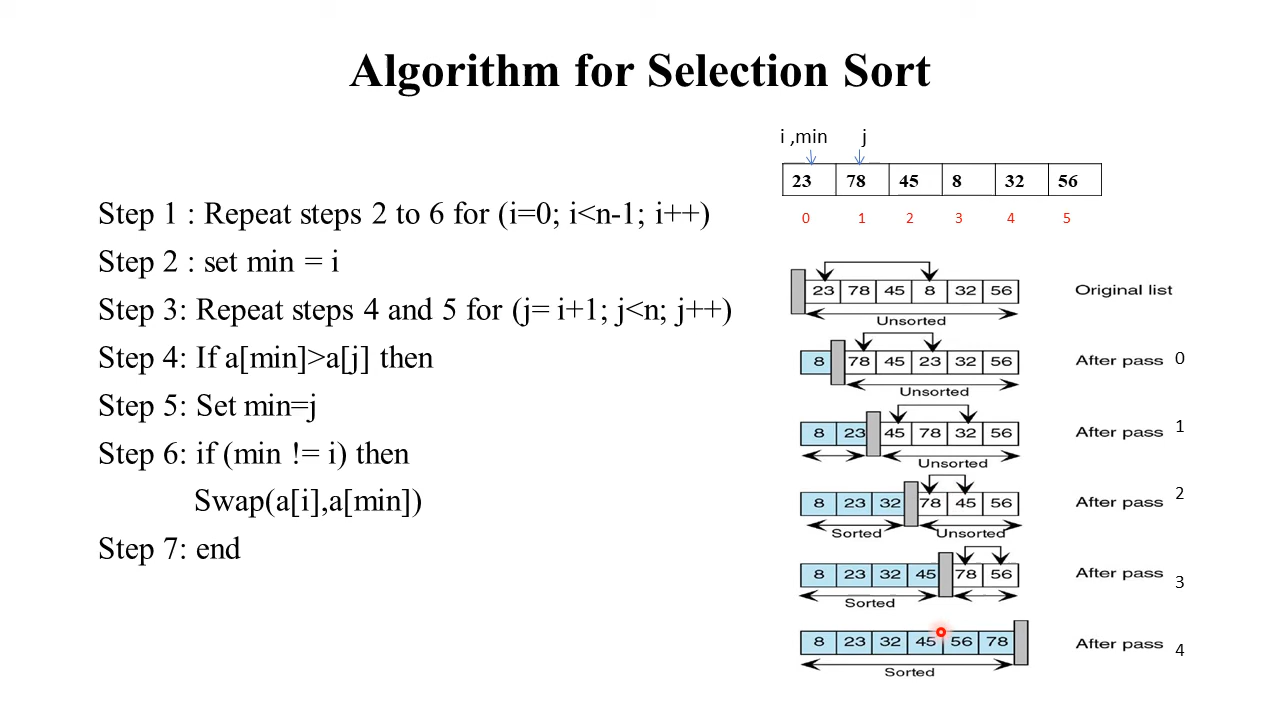 Algorithm for Selection Sort
Step 1 : Repeat steps 2 to 6 for (i=0; i<n-1; i++)
Step 2 : set min = i
Step 3: Repeat steps 4 and 5 for (j= i+1; j<n; j++)
Step 4: If a[min]>a[j] then
Step 5: Set min=j
Step 6: if (min != i) then
Swap(a[i],a[min])
Step 7: end
i ,min j
23 78 45 8 32 56
0 1 2 3 4 5
23 78 45 8 32 56 Original list
Unsorted
8 78 45 23 32 56 After pass 0
Unsorted
8 23 45 78 32 56 After pass 1
Unsorted
8 23 32 78 45 56 After pass 2
Sorted Unsorted
8 23 32 45 78 56 After pass 3
Sorted
8 23 32 45 56 78 After pass 4
Sorted